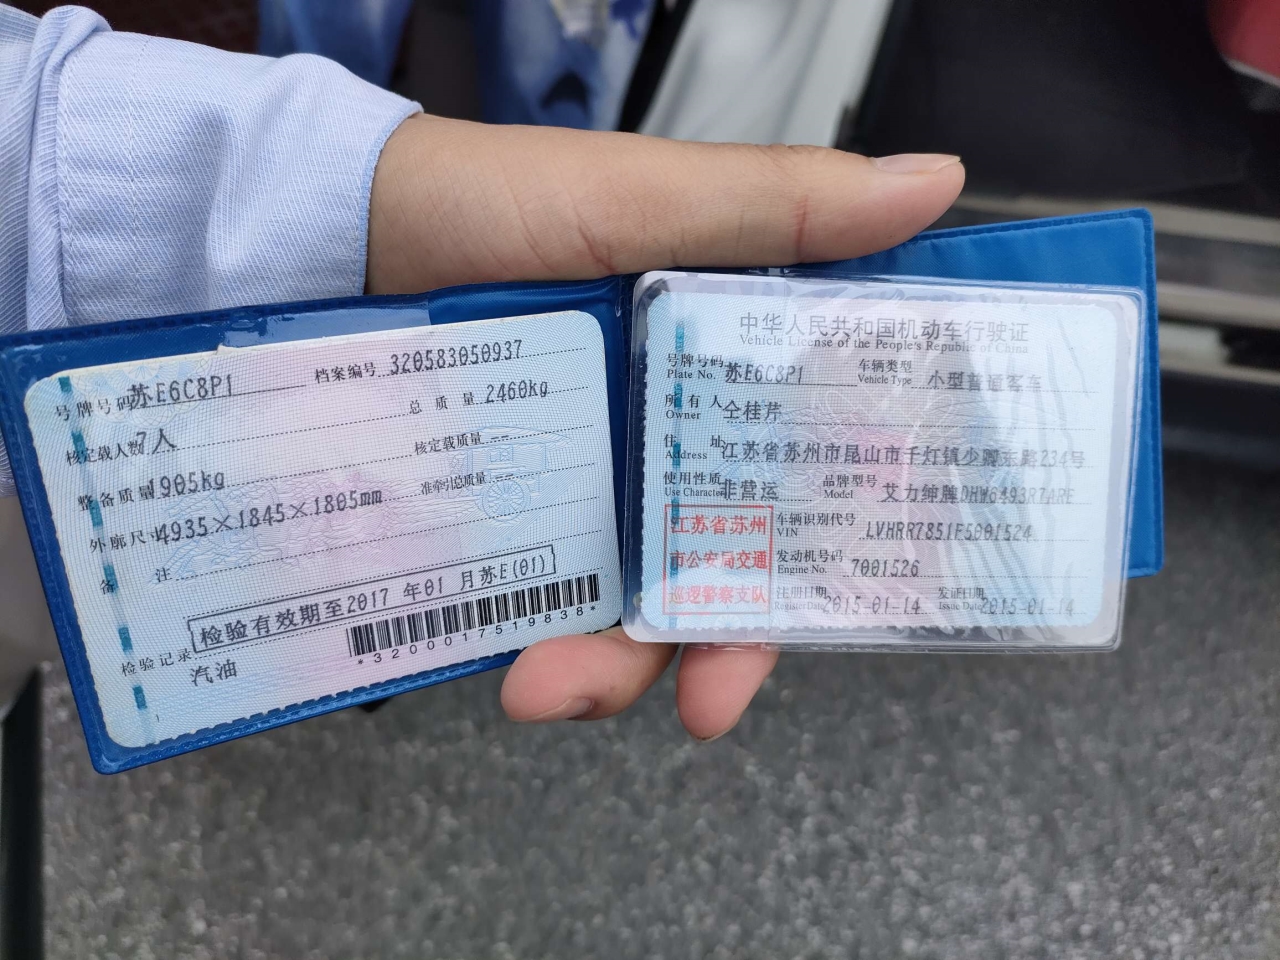 号牌号码 苏E6C8P1 档案编号 320583050937
核定载人数 7人 总质量 2460kg
整备质量 1905kg 核定载质量 --
外廓尺寸 4935×1845×1805mm 准牵引总质量 --
备注
检验有效期至2017 年01 月苏E(01)
检验记录
*3200017519838*
汽油
中华人民共和国机动车行驶证
Vehicle License of the People's Republic of China
号牌号码 苏E6C8P1 车辆类型 小型普通客车
Plate No. Vehicle Type
所有人 仝桂芹
Owner
住址 江苏省苏州市昆山市千灯镇少卿东路234号
Address
使用性质 非营运 品牌型号 艾力绅牌DHW6493R7ARE
Use Character Model
江苏省苏州
市公安局交通
巡逻警察支队
车辆识别代号 LVHRR7851F5001524
VIN
发动机号码 7001526
Engine No.
注册日期 2015-01-14 发证日期 2015-01-14
Register Date Issue Date